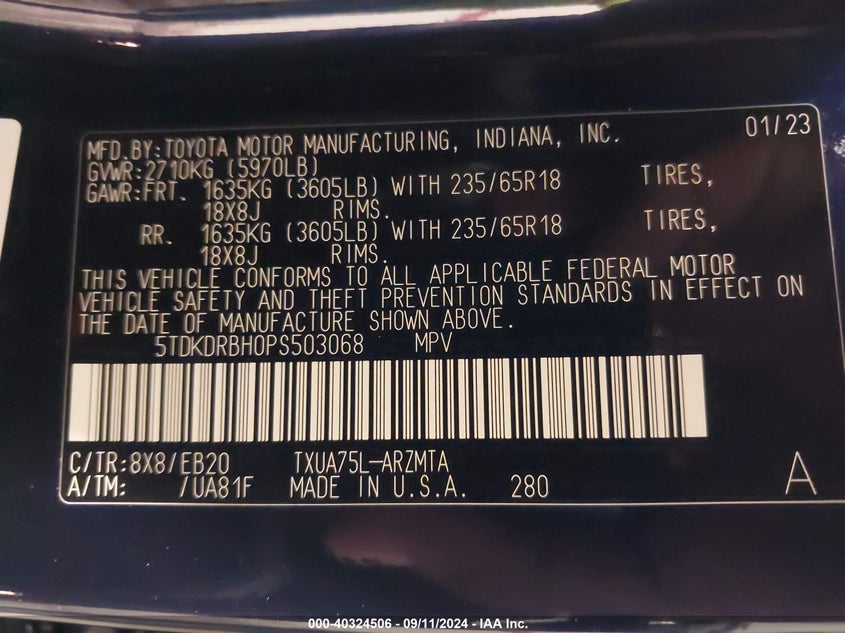 MFD.BY:TOYOTA MOTOR MANUFACTURING, INDIANA, INC. 01/23
GVWR:2710KG (5970LB)
GAWR:FRT. 1635KG (3605LB) WITH 235/65R18 TIRES,
18X8J RIMS.
RR. 1635KG (3605LB) WITH 235/65R18 TIRES,
18X8J RIMS.
THIS VEHICLE CONFORMS TO ALL APPLICABLE FEDERAL MOTOR
VEHICLE SAFETY AND THEFT PREVENTION STANDARDS IN EFFECT ON
THE DATE OF MANUFACTURE SHOWN ABOVE.
5TDKDRBH0PS503068 MPV
C/TR:8X8/EB20 TXUA75L-ARZMTA
A/TM: /UA81F MADE IN U.S.A. 280 A
000-40324506 - 09/11/2024 - IAA Inc.